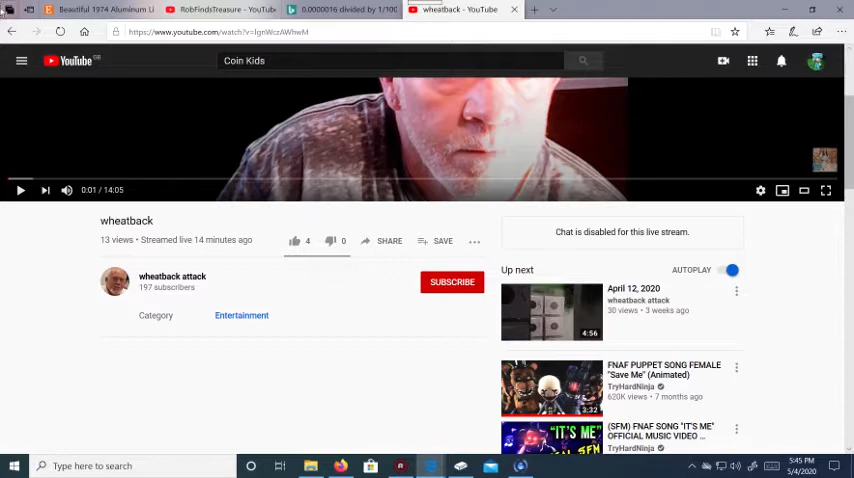 Beautiful 1974 Aluminum Li
RobFindsTreasure - YouTube
0.0000016 divided by 1/100
wheatback - YouTube
https://www.youtube.com/watch?v=IgnWczAWhwM
YouTube
Coin Kids
0:01 / 14:05
wheatback
13 views • Streamed live 14 minutes ago
4
0
SHARE
SAVE
wheatback attack
197 subscribers
SUBSCRIBE
Category
Entertainment
Chat is disabled for this live stream.
Up next
AUTOPLAY
4:56
April 12, 2020
wheatback attack
30 views • 3 weeks ago
3:32
FNAF PUPPET SONG FEMALE
"Save Me" (Animated)
TryHardNinja
620K views • 7 months ago
"IT'S ME"
(SFM) FNAF SONG "IT'S ME"
OFFICIAL MUSIC VIDEO ...
TryHardNinja
Type here to search
5:45 PM
5/4/2020